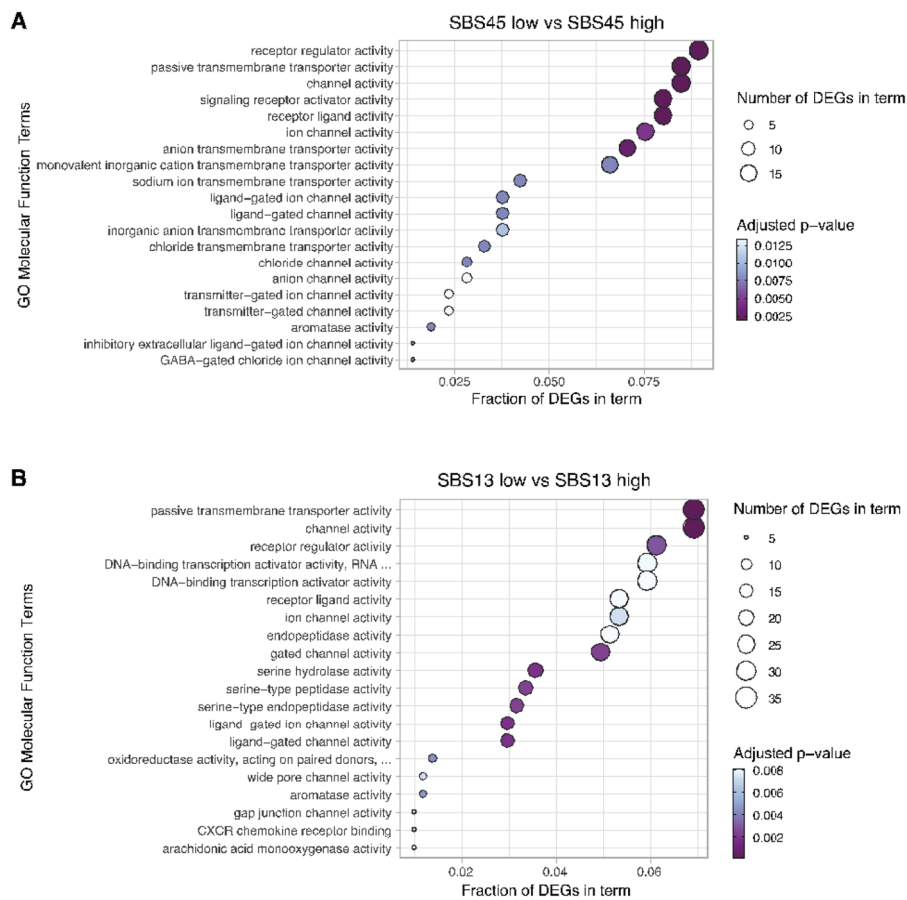 A
SBS45 low vs SBS45 high
GO Molecular Function Terms
receptor regulator activity
passive transmembrane transporter activity
channel activity
signaling receptor activator activity
receptor ligand activity
ion channel activity
anion transmembrane transporter activity
monovalent inorganic cation transmembrane transporter activity
sodium ion transmembrane transporter activity
ligand-gated ion channel activity
ligand-gated channel activity
inorganic anion transmembrane transporter activity
chloride transmembrane transporter activity
chloride channel activity
anion channel activity
transmitter-gated ion channel activity
transmitter-gated channel activity
aromatase activity
inhibitory extracellular ligand-gated ion channel activity
GABA-gated chloride ion channel activity
0.025 0.050 0.075
Fraction of DEGs in term
Number of DEGs in term
5
10
15
Adjusted p-value
0.0125
0.0100
0.0075
0.0050
0.0025
B
SBS13 low vs SBS13 high
GO Molecular Function Terms
passive transmembrane transporter activity
channel activity
receptor regulator activity
DNA-binding transcription activator activity, RNA ...
DNA-binding transcription activator activity
receptor ligand activity
ion channel activity
endopeptidase activity
gated channel activity
serine hydrolase activity
serine-type peptidase activity
serine-type endopeptidase activity
ligand gated ion channel activity
ligand-gated channel activity
oxidoreductase activity, acting on paired donors, ...
wide pore channel activity
aromatase activity
gap junction channel activity
CXCR chemokine receptor binding
arachidonic acid monooxygenase activity
0.02 0.04 0.06
Fraction of DEGs in term
Number of DEGs in term
5
10
15
20
25
30
35
Adjusted p-value
0.008
0.006
0.004
0.002